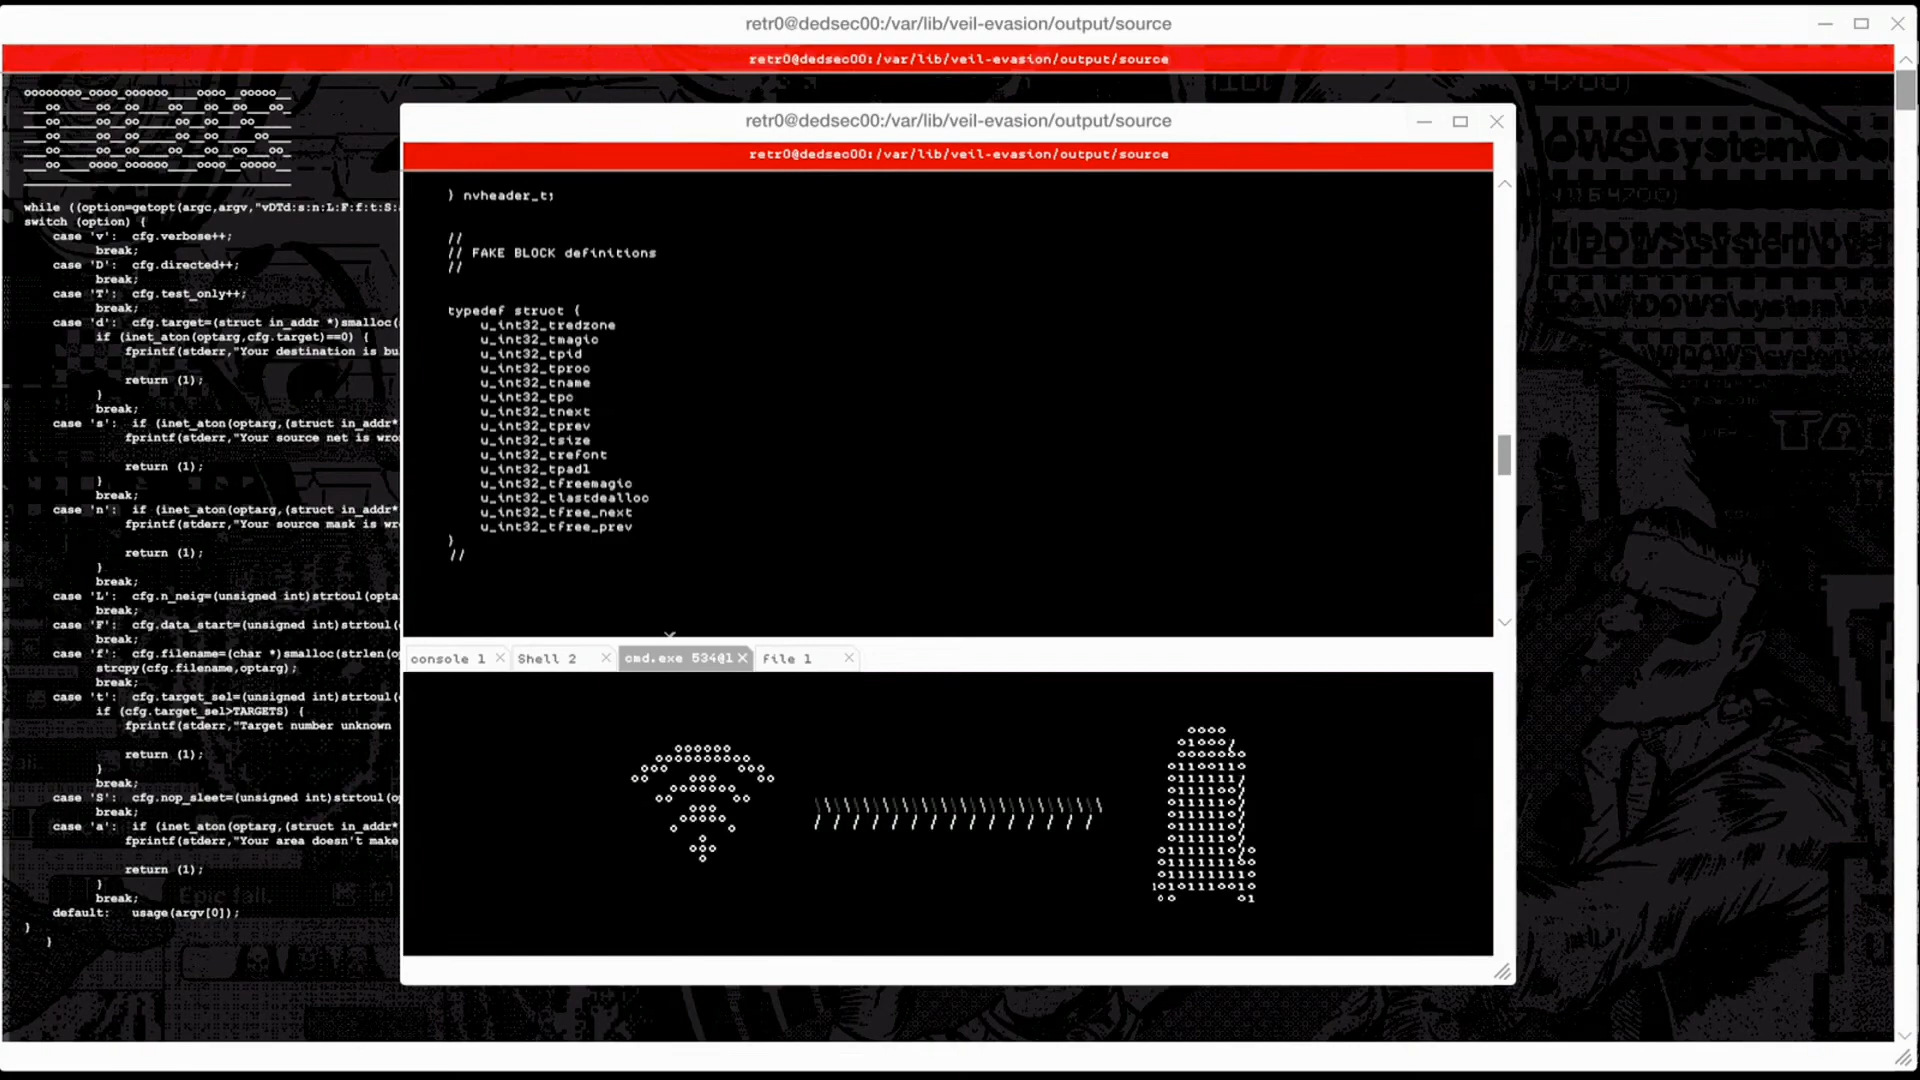 retr0@dedsec00:/var/lib/veil-evasion/output/source
retr0@dedsec00:/var/lib/veil-evasion/output/source
while ((option=getopt(argc,argv,"vDTd:s:n:L:F:f:t:S:
switch (option) {
case 'v': cfg.verbose++;
break;
case 'D': cfg.directed++;
break;
case 'T': cfg.test_only++;
break;
case 'd': cfg.target=(struct in_addr *)smalloc(
if (inet_aton(optarg,cfg.target)==0) {
fprintf(stderr,"Your destination is bu
return (1);
}
break;
case 's': if (inet_aton(optarg,(struct in_addr*
fprintf(stderr,"Your source net is wro
return (1);
}
break;
case 'n': if (inet_aton(optarg,(struct in_addr*
fprintf(stderr,"Your source mask is wr
return (1);
}
break;
case 'L': cfg.n_neig=(unsigned int)strtoul(opta
break;
case 'F': cfg.data_start=(unsigned int)strtoul(
break;
case 'f': cfg.filename=(char *)smalloc(strlen(o
strcpy(cfg.filename,optarg);
break;
case 't': cfg.target_sel=(unsigned int)strtoul(
if (cfg.target_sel>TARGETS) {
fprintf(stderr,"Target number unknown
return (1);
}
break;
case 'S': cfg.nop_sleet=(unsigned int)strtoul(o
break;
case 'a': if (inet_aton(optarg,(struct in_addr*
fprintf(stderr,"Your area doesn't make
return (1);
}
break;
default: usage(argv[0]);
}
}
retr0@dedsec00:/var/lib/veil-evasion/output/source
retr0@dedsec00:/var/lib/veil-evasion/output/source
) nvheader_t;
//
// FAKE BLOCK definitions
//
typedef struct {
u_int32_tredzone
u_int32_tmagic
u_int32_tpid
u_int32_tproc
u_int32_tname
u_int32_tpc
u_int32_tnext
u_int32_tprev
u_int32_tsize
u_int32_trefcnt
u_int32_tpad1
u_int32_tfreemagic
u_int32_tlastdealloc
u_int32_tfree_next
u_int32_tfree_prev
}
//
console 1
Shell 2
cmd.exe 534@1
File 1
Epic fail.